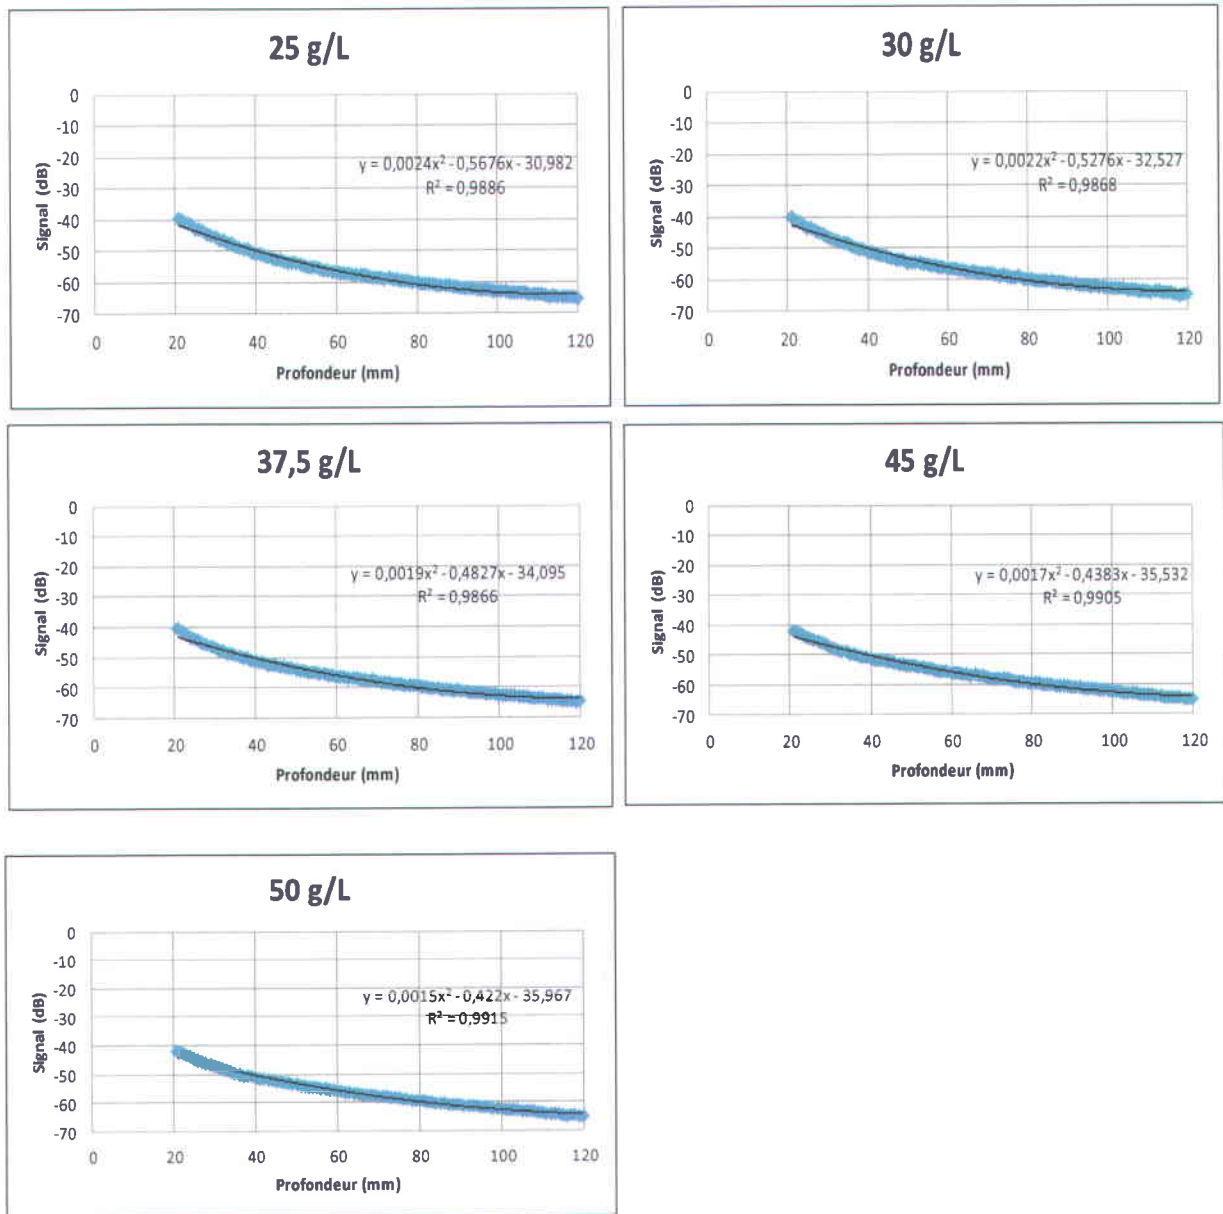 25 g/L
0
-10
-20
-30
-40
-50
-60
-70
Signal (dB)
y = 0,0024x² - 0,5676x - 30,982
R² = 0,9886
0 20 40 60 80 100 120
Profondeur (mm)
30 g/L
0
-10
-20
-30
-40
-50
-60
-70
Signal (dB)
y = 0,0022x² - 0,5276x - 32,527
R² = 0,9868
0 20 40 60 80 100 120
Profondeur (mm)
37,5 g/L
0
-10
-20
-30
-40
-50
-60
-70
Signal (dB)
y = 0,0019x² - 0,4827x - 34,095
R² = 0,9866
0 20 40 60 80 100 120
Profondeur (mm)
45 g/L
0
-10
-20
-30
-40
-50
-60
-70
Signal (dB)
y = 0,0017x² - 0,4383x - 35,532
R² = 0,9905
0 20 40 60 80 100 120
Profondeur (mm)
50 g/L
0
-10
-20
-30
-40
-50
-60
-70
Signal (dB)
y = 0,0015x² - 0,422x - 35,967
R² = 0,9915
0 20 40 60 80 100 120
Profondeur (mm)